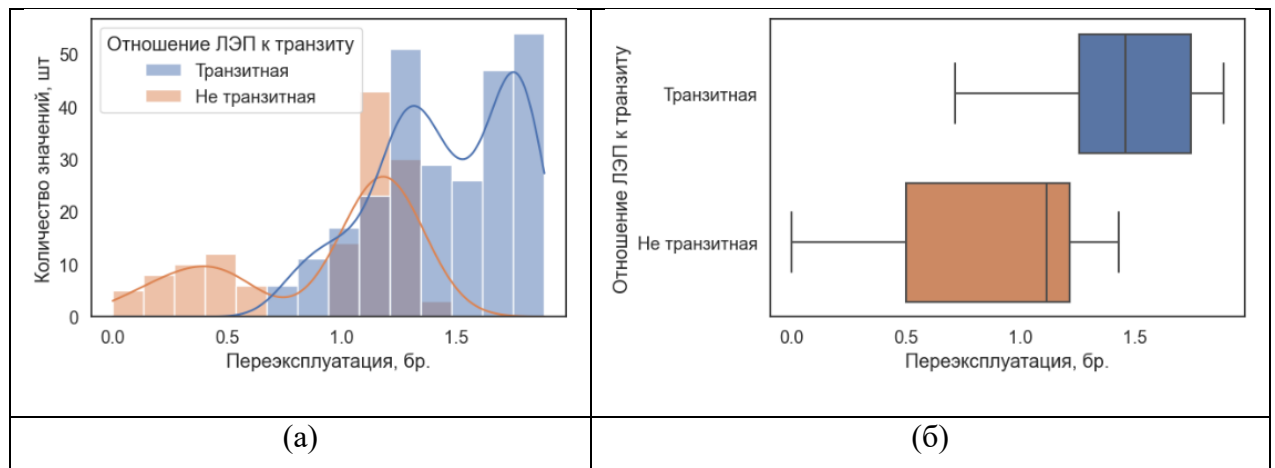 Отношение ЛЭП к транзиту
Транзитная
Не транзитная
Количество значений, шт
50
40
30
20
10
0
0.0 0.5 1.0 1.5
Переэксплуатация, бр.
Отношение ЛЭП к транзиту
Транзитная
Не транзитная
0.0 0.5 1.0 1.5
Переэксплуатация, бр.
(а)
(б)